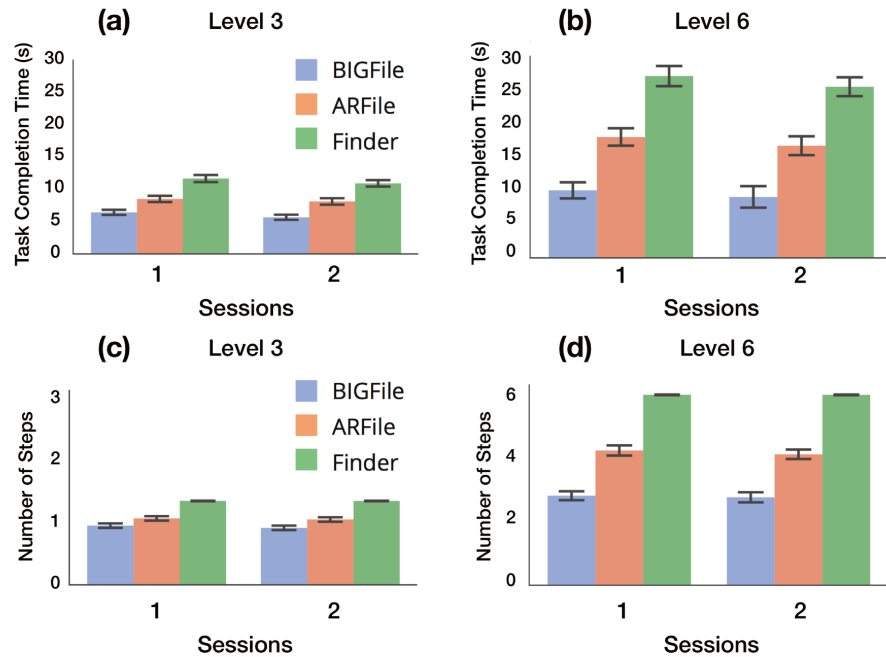 (a) Level 3
Task Completion Time (s)
30
25
20
15
10
5
0
BIGFile
ARFile
Finder
1 2
Sessions
(b) Level 6
Task Completion Time (s)
30
25
20
15
10
5
0
1 2
Sessions
(c) Level 3
Number of Steps
3
2
1
0
BIGFile
ARFile
Finder
1 2
Sessions
(d) Level 6
Number of Steps
6
4
2
0
1 2
Sessions